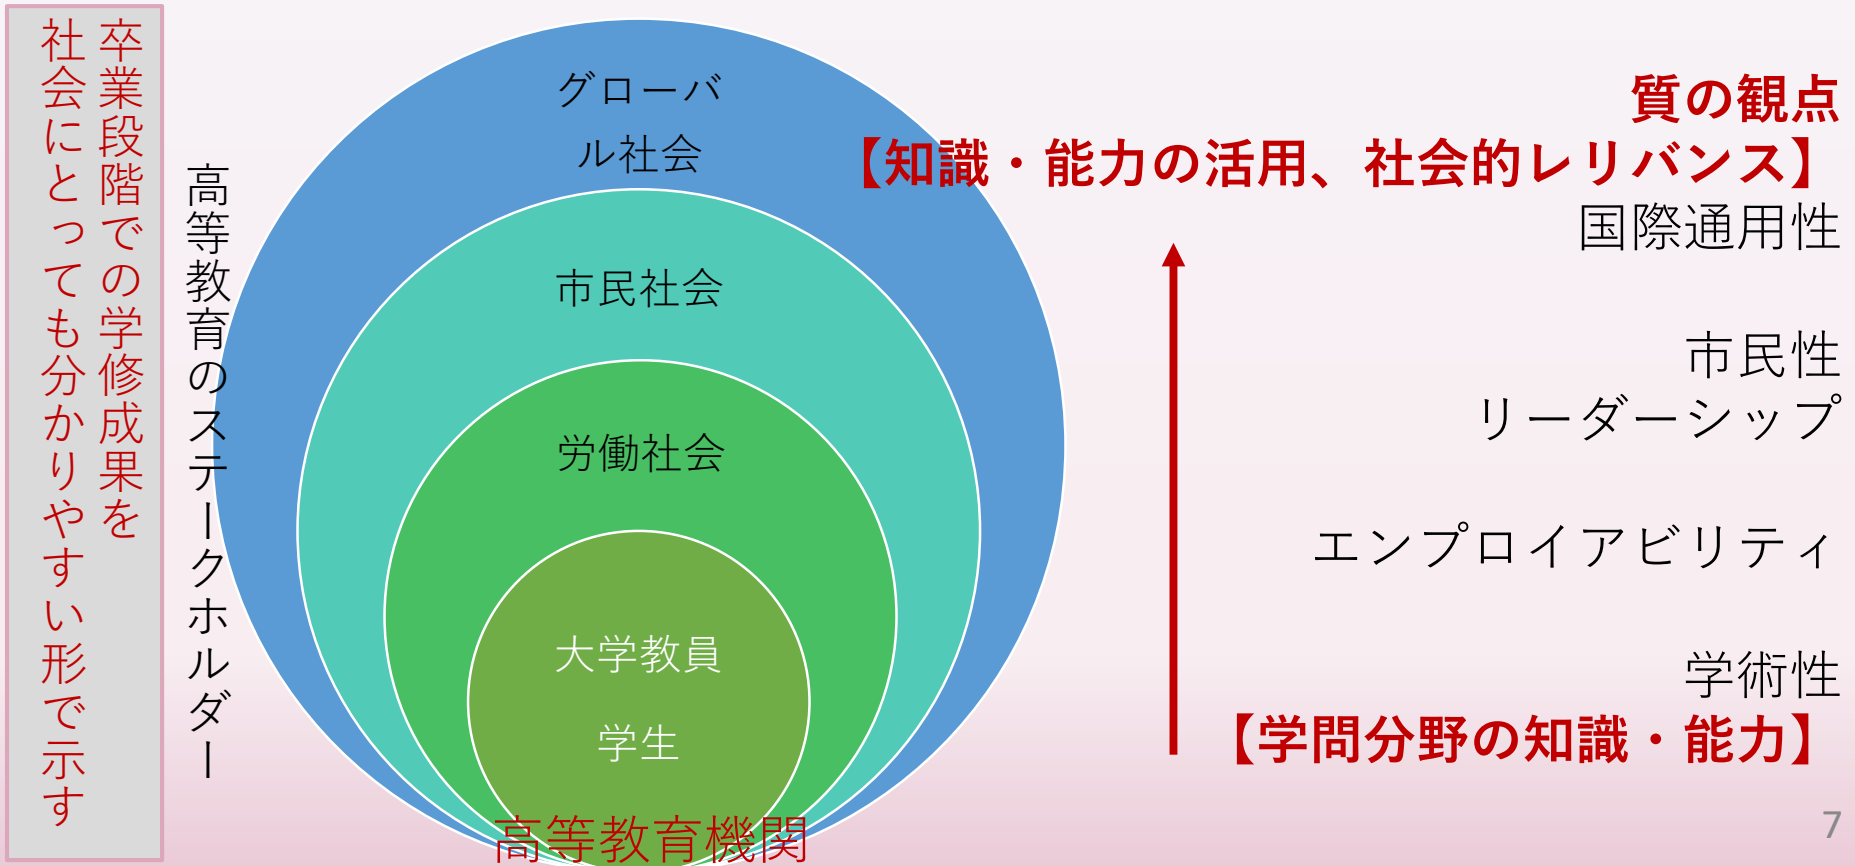 卒業段階での学修成果を
社会にとっても分かりやすい形で示す
高等教育のステークホルダー
グローバ
ル社会
市民社会
労働社会
大学教員
学生
高等教育機関
質の観点
【知識・能力の活用、社会的レリバンス】
国際通用性
市民性
リーダーシップ
エンプロイアビリティ
学術性
【学問分野の知識・能力】
7